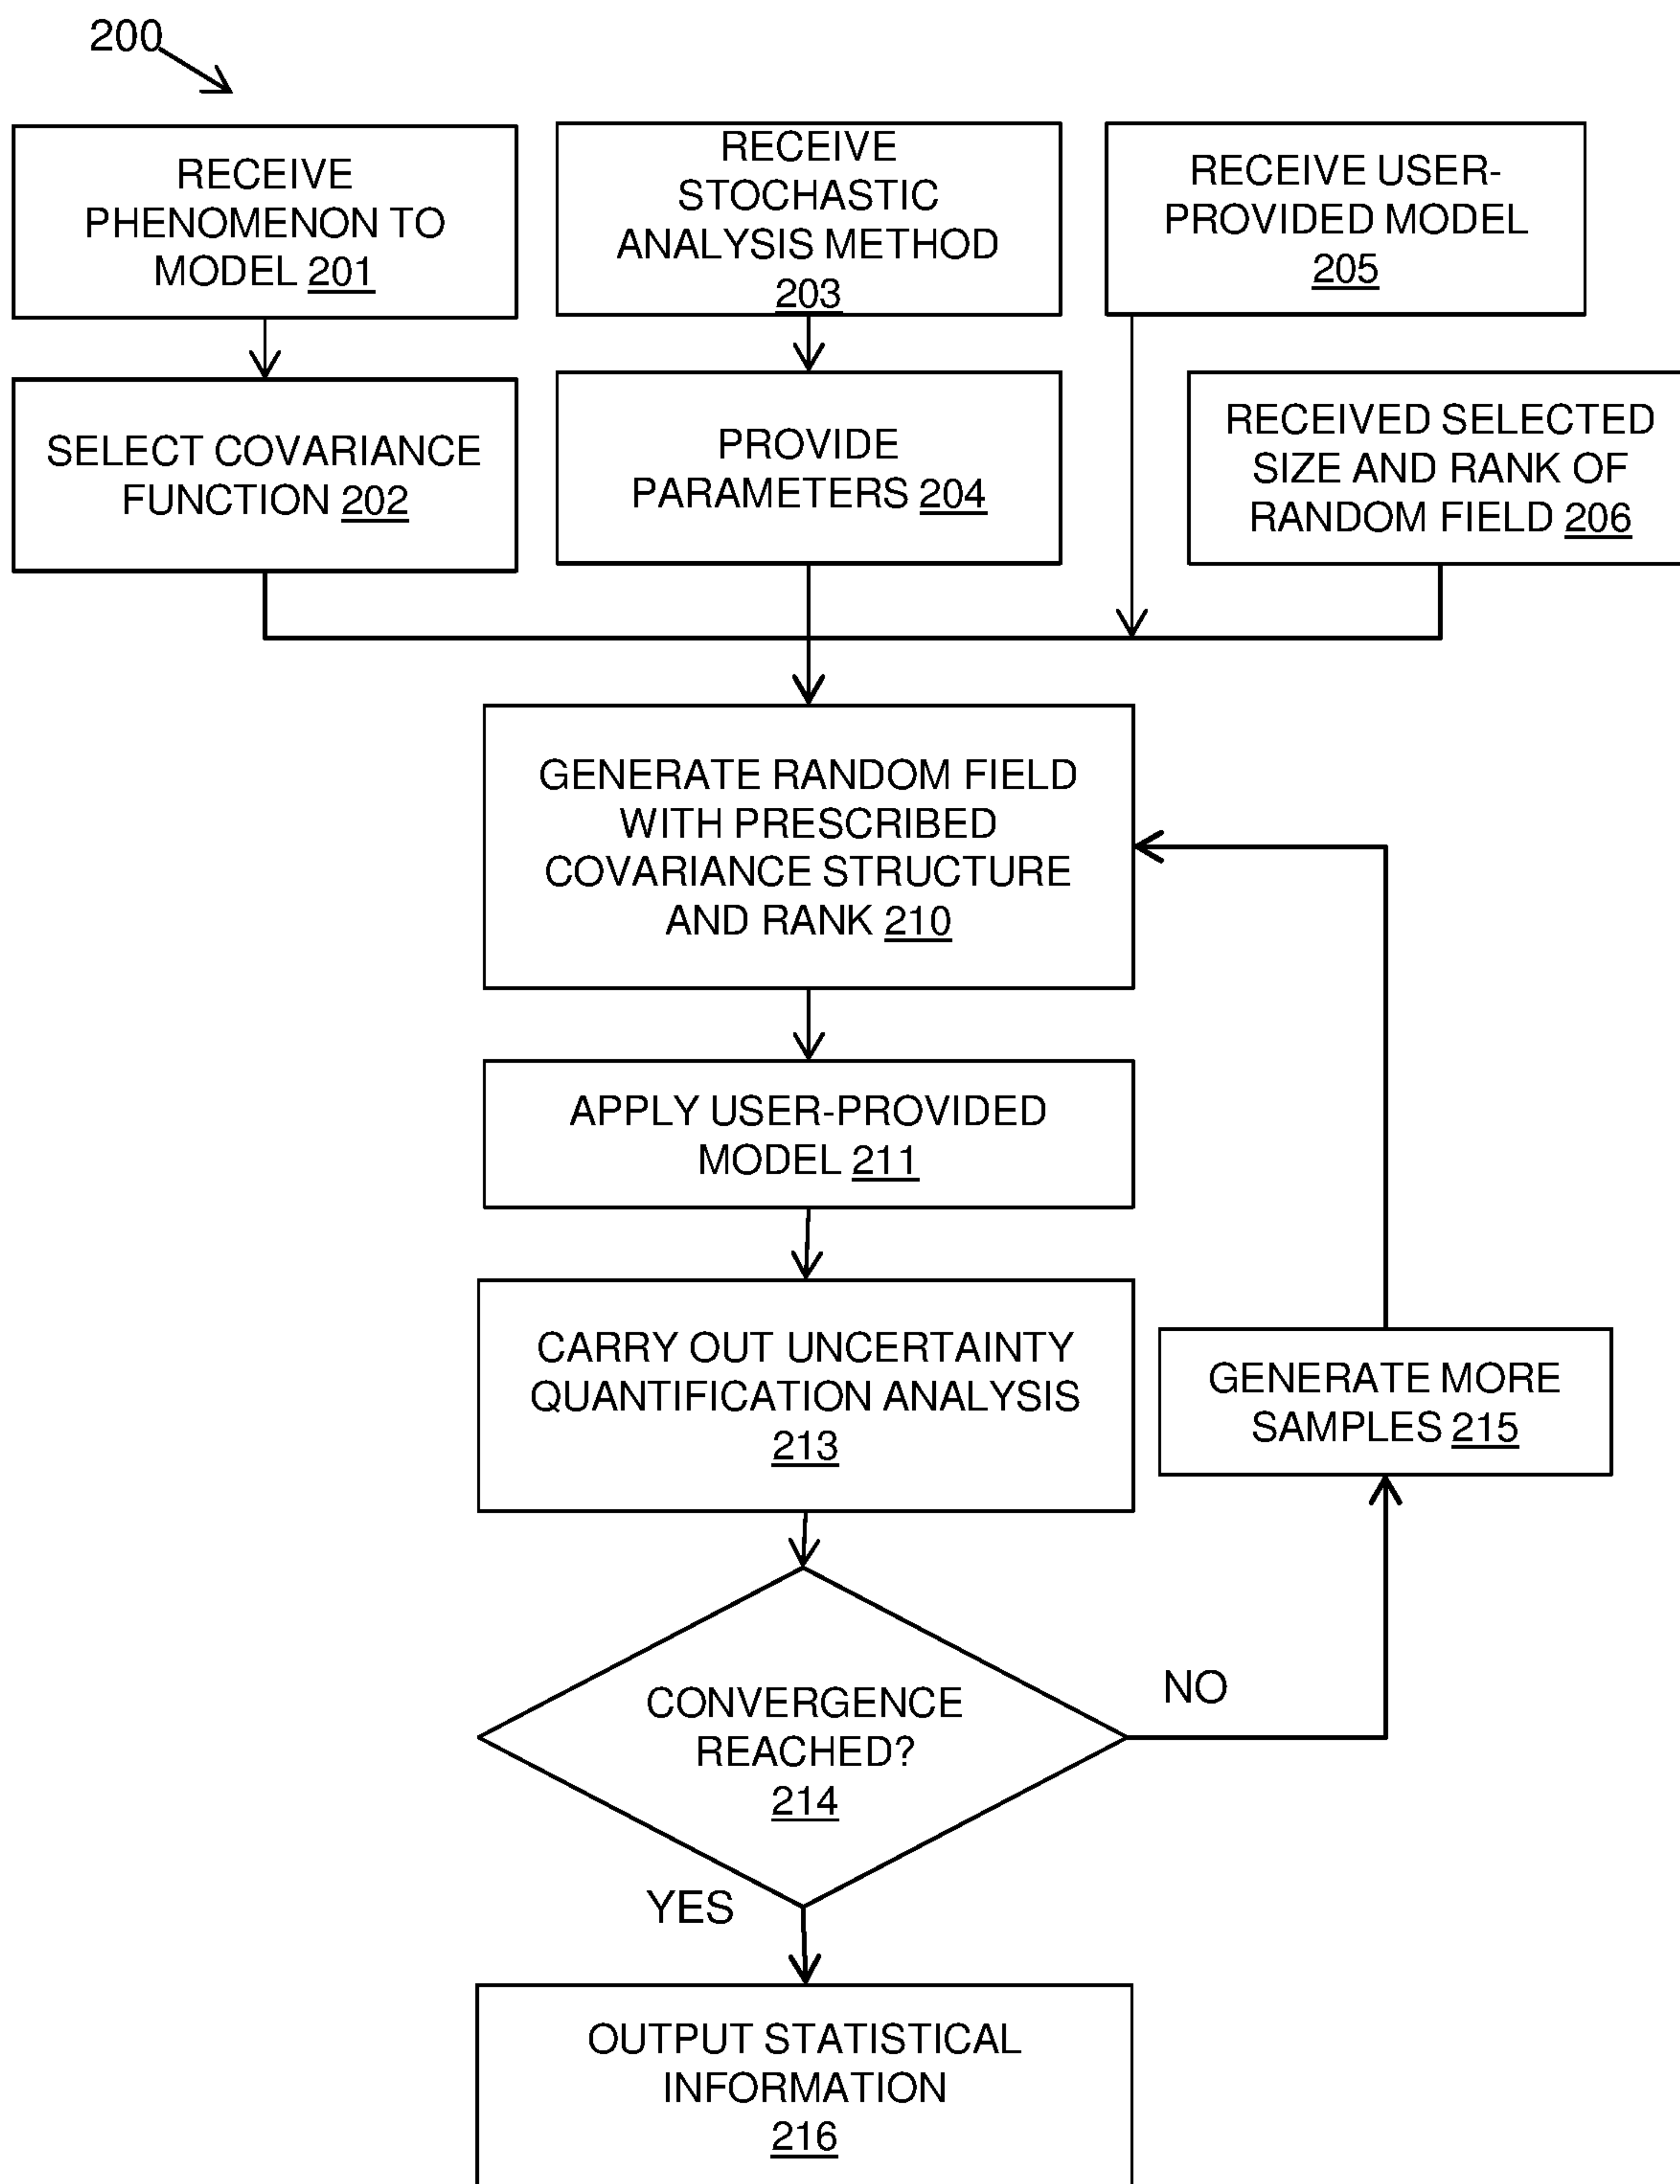 200
RECEIVE
PHENOMENON TO
MODEL 201
RECEIVE
STOCHASTIC
ANALYSIS METHOD
203
RECEIVE USER-
PROVIDED MODEL
205
SELECT COVARIANCE
FUNCTION 202
PROVIDE
PARAMETERS 204
RECEIVED SELECTED
SIZE AND RANK OF
RANDOM FIELD 206
GENERATE RANDOM FIELD
WITH PRESCRIBED
COVARIANCE STRUCTURE
AND RANK 210
APPLY USER-PROVIDED
MODEL 211
CARRY OUT UNCERTAINTY
QUANTIFICATION ANALYSIS
213
GENERATE MORE
SAMPLES 215
CONVERGENCE
REACHED?
214
NO
YES
OUTPUT STATISTICAL
INFORMATION
216